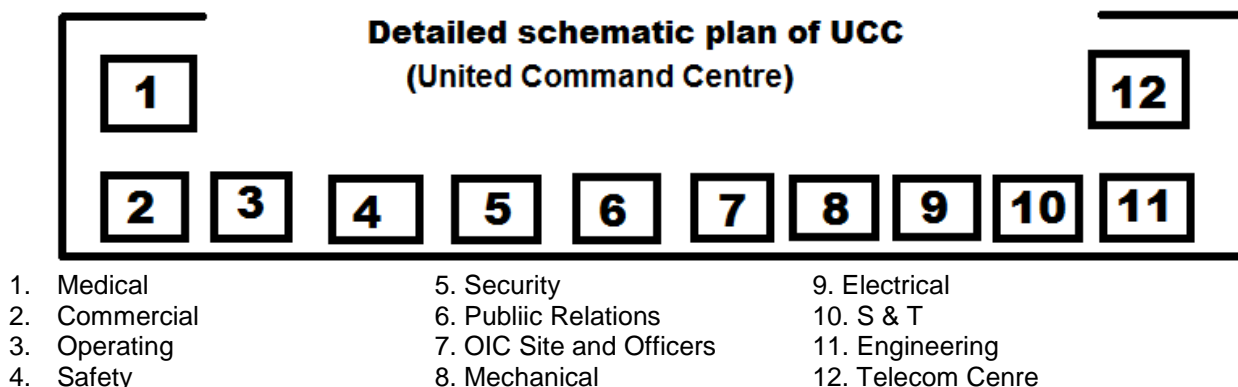 Detailed schematic plan of UCC
(United Command Centre)
1 12
2 3 4 5 6 7 8 9 10 11
1. Medical 5. Security 9. Electrical
2. Commercial 6. Publiic Relations 10. S & T
3. Operating 7. OIC Site and Officers 11. Engineering
4. Safety 8. Mechanical 12. Telecom Cenre